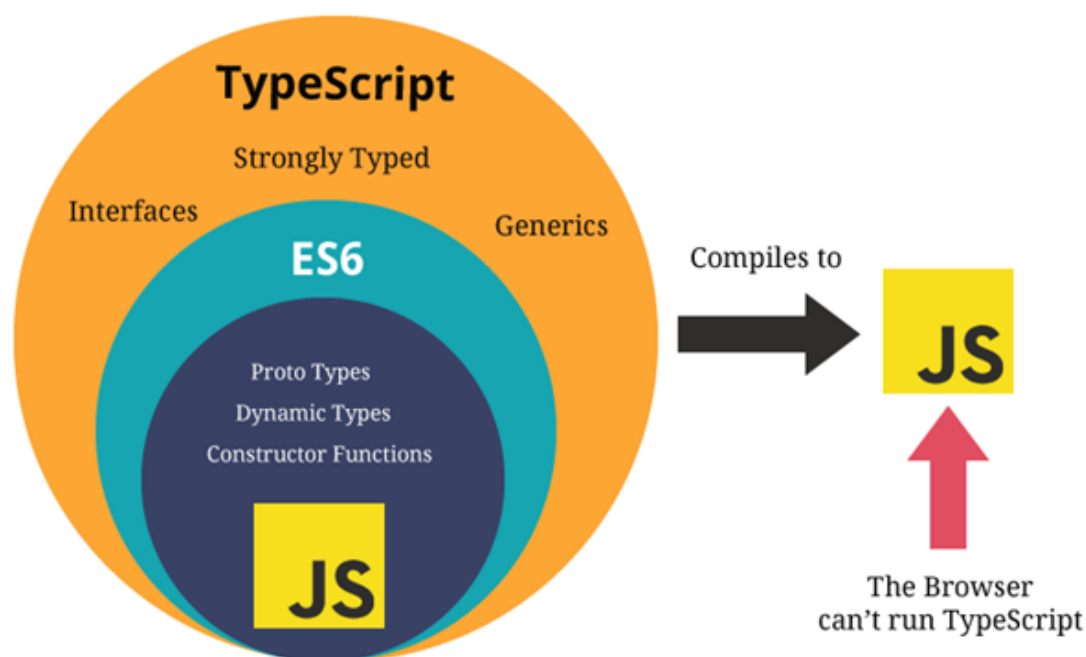 TypeScript
Strongly Typed
Interfaces
Generics
ES6
Proto Types
Dynamic Types
Constructor Functions
JS
Compiles to
JS
The Browser
can't run TypeScript